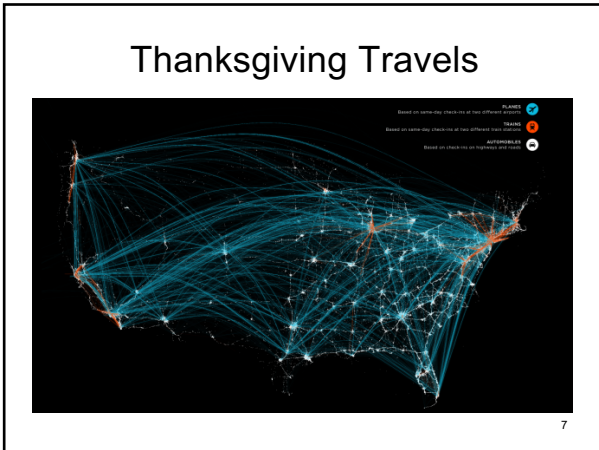 Thanksgiving Travels
PLANES
Based on same-day check-ins at two different airports
TRAINS
Based on same-day check-ins at two different train stations
AUTOMOBILES
Based on check-ins on highways and roads
7